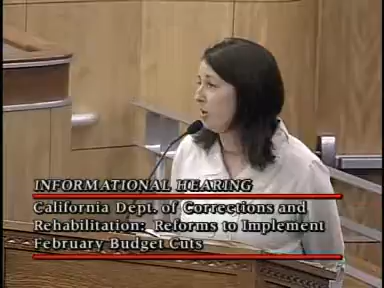 INFORMATIONAL HEARING
California Dept. of Corrections and
Rehabilitation: Reforms to Implement
February Budget Cuts